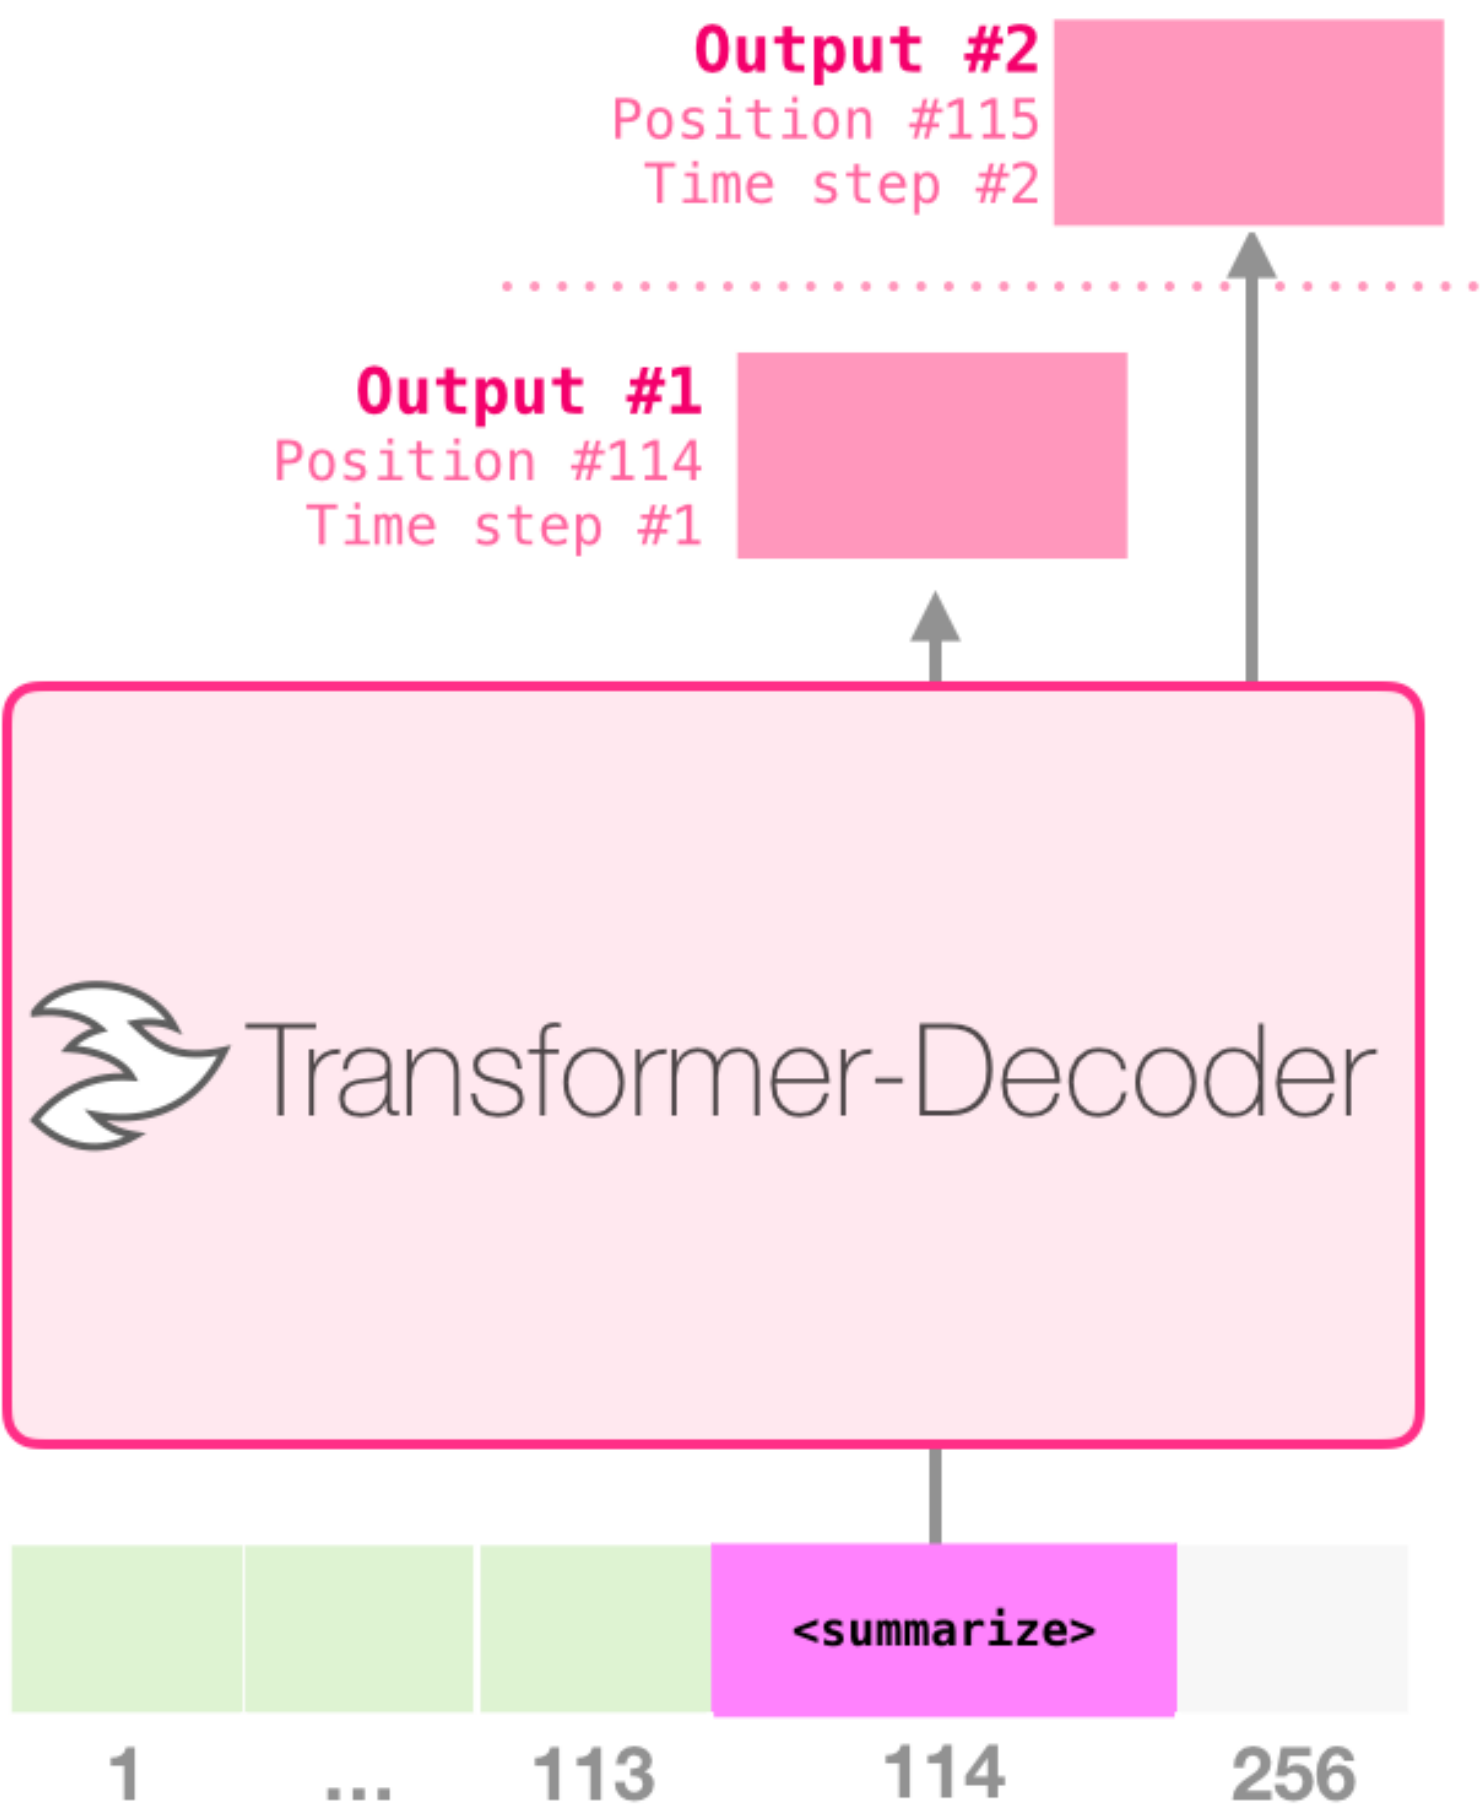 Output #2
Position #115
Time step #2
Output #1
Position #114
Time step #1
Transformer-Decoder
<summarize>
1 ... 113 114 256